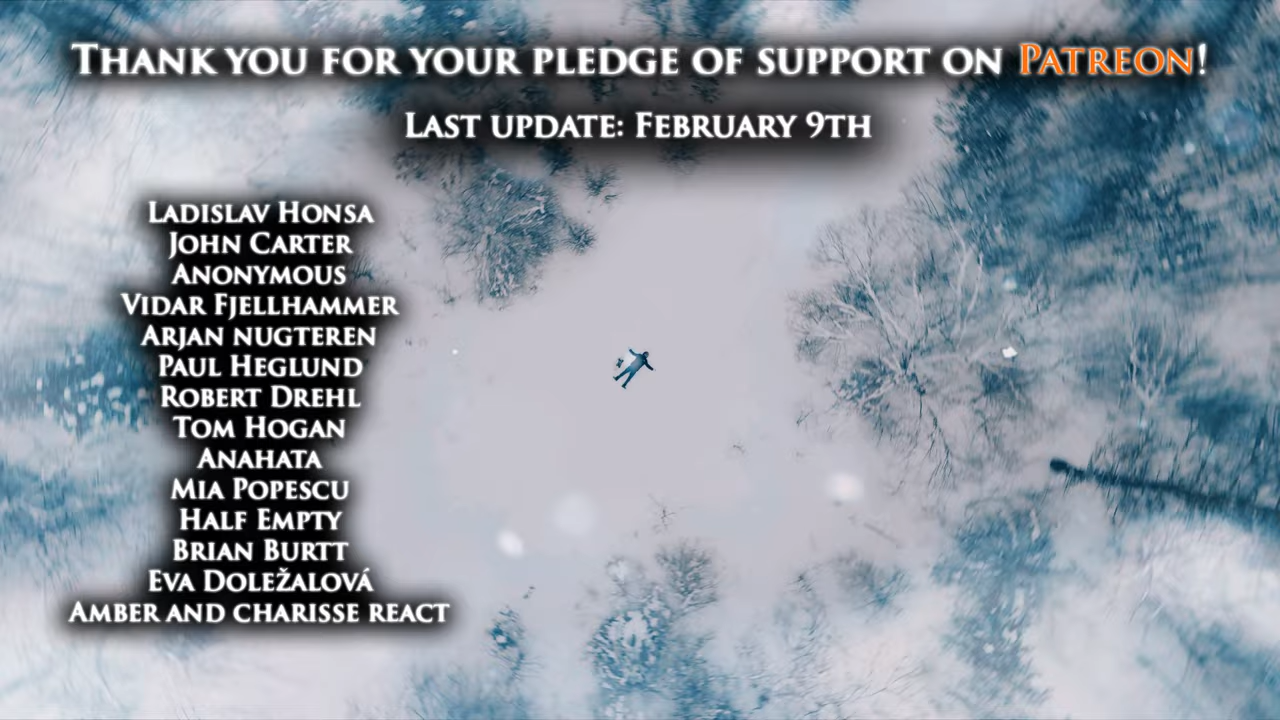 Thank you for your pledge of support on Patreon!
Last update: February 9th
Ladislav Honsa
John Carter
Anonymous
Vidar Fjellhammer
Arjan nugteren
Paul Heglund
Robert Drehl
Tom Hogan
Anahata
Mia Popescu
Half Empty
Brian Burtt
Eva Doležalová
Amber and charisse react